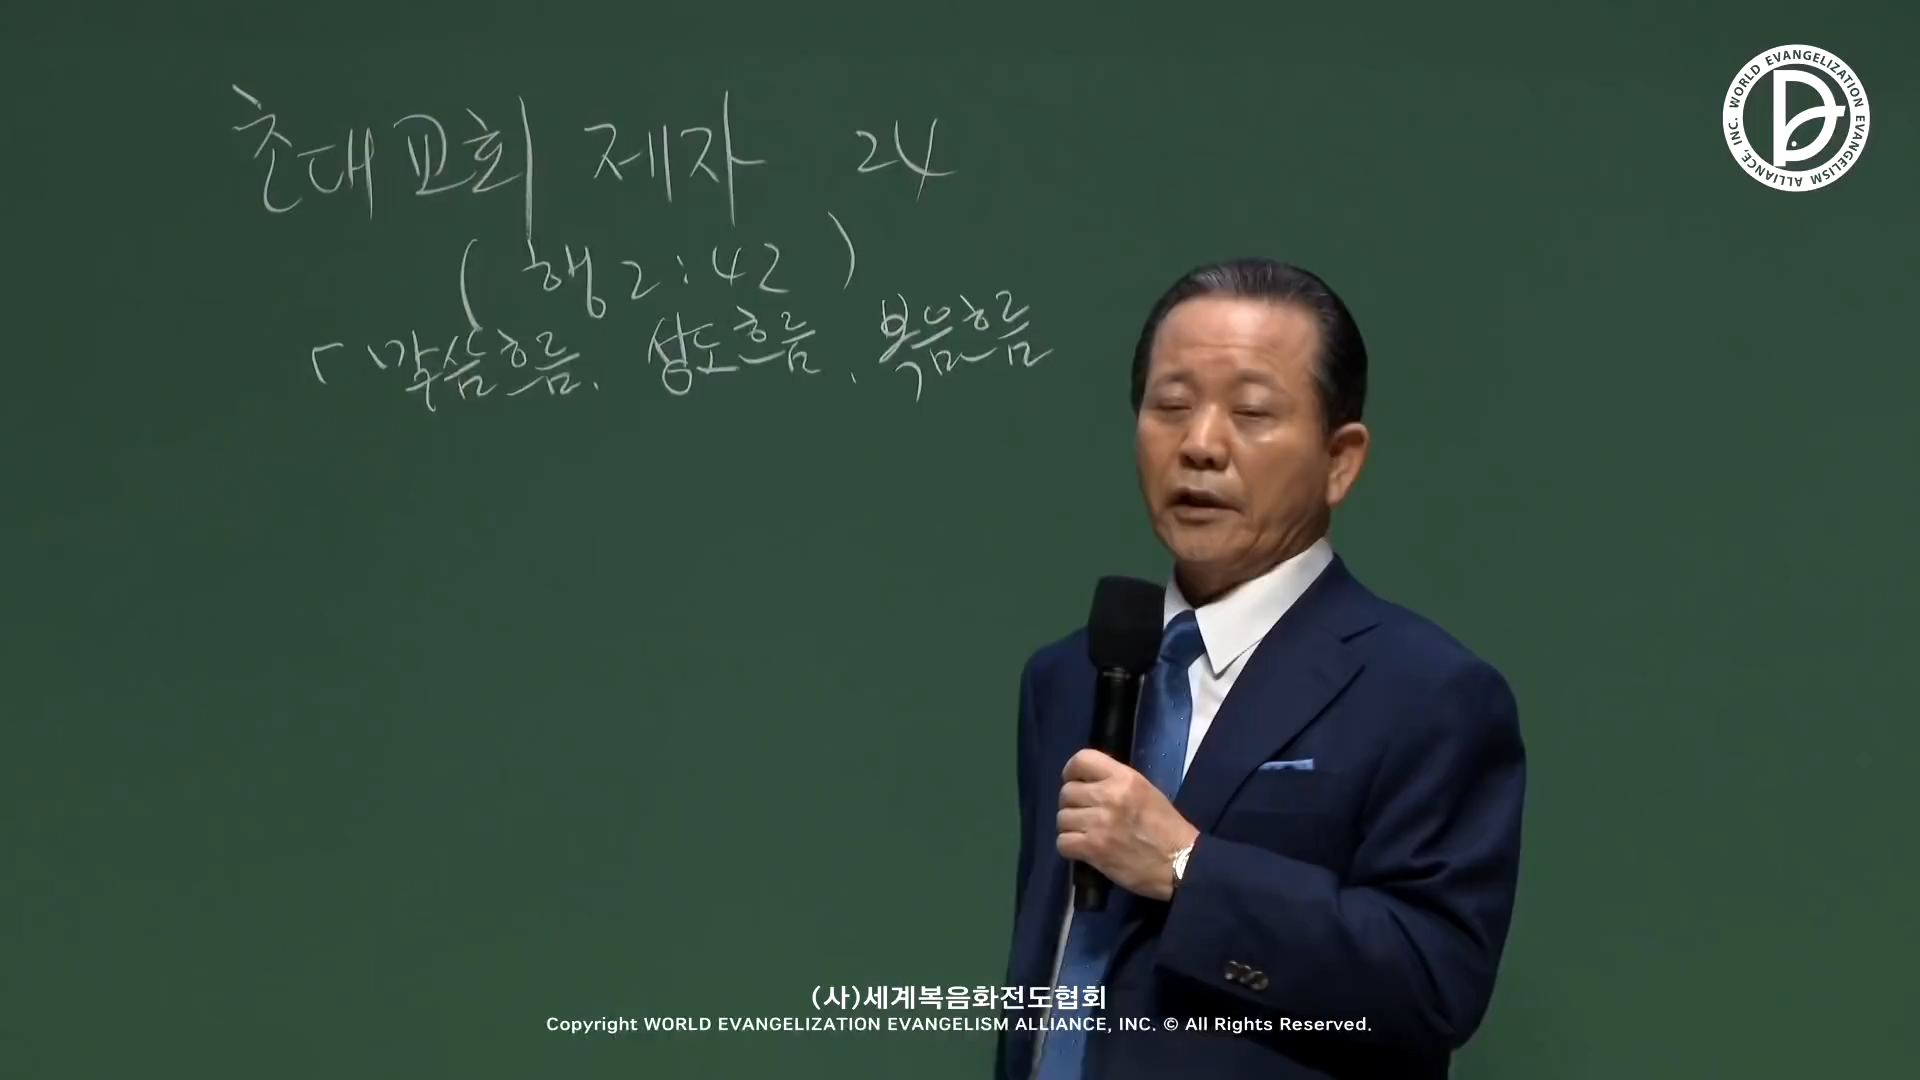 초대교회 제자 24
(행2:42)
「말씀흐름. 성도흐름. 복음흐름
WORLD EVANGELIZATION EVANGELISM ALLIANCE, INC.
(사)세계복음화전도협회
Copyright WORLD EVANGELIZATION EVANGELISM ALLIANCE, INC. © All Rights Reserved.